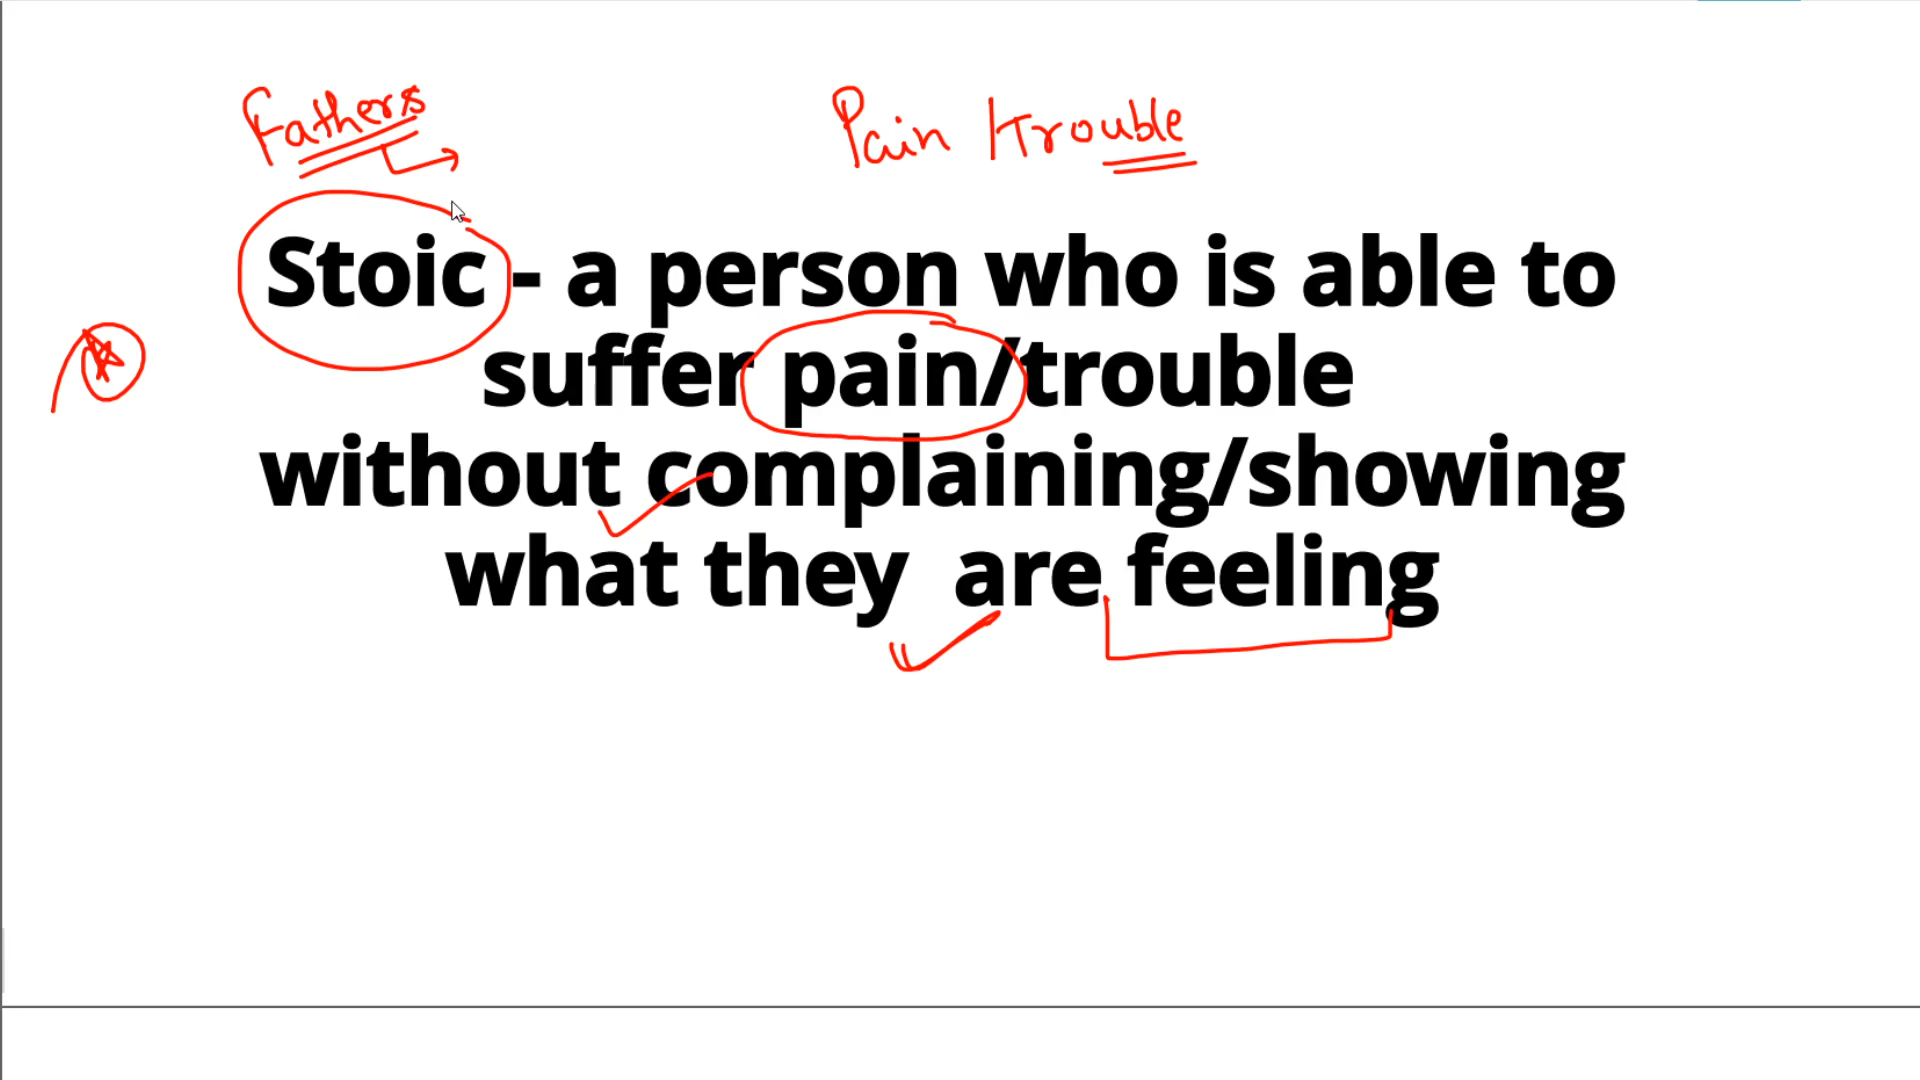 Fathers
Pain/Trouble
Stoic - a person who is able to
suffer pain/trouble
without complaining/showing
what they are feeling